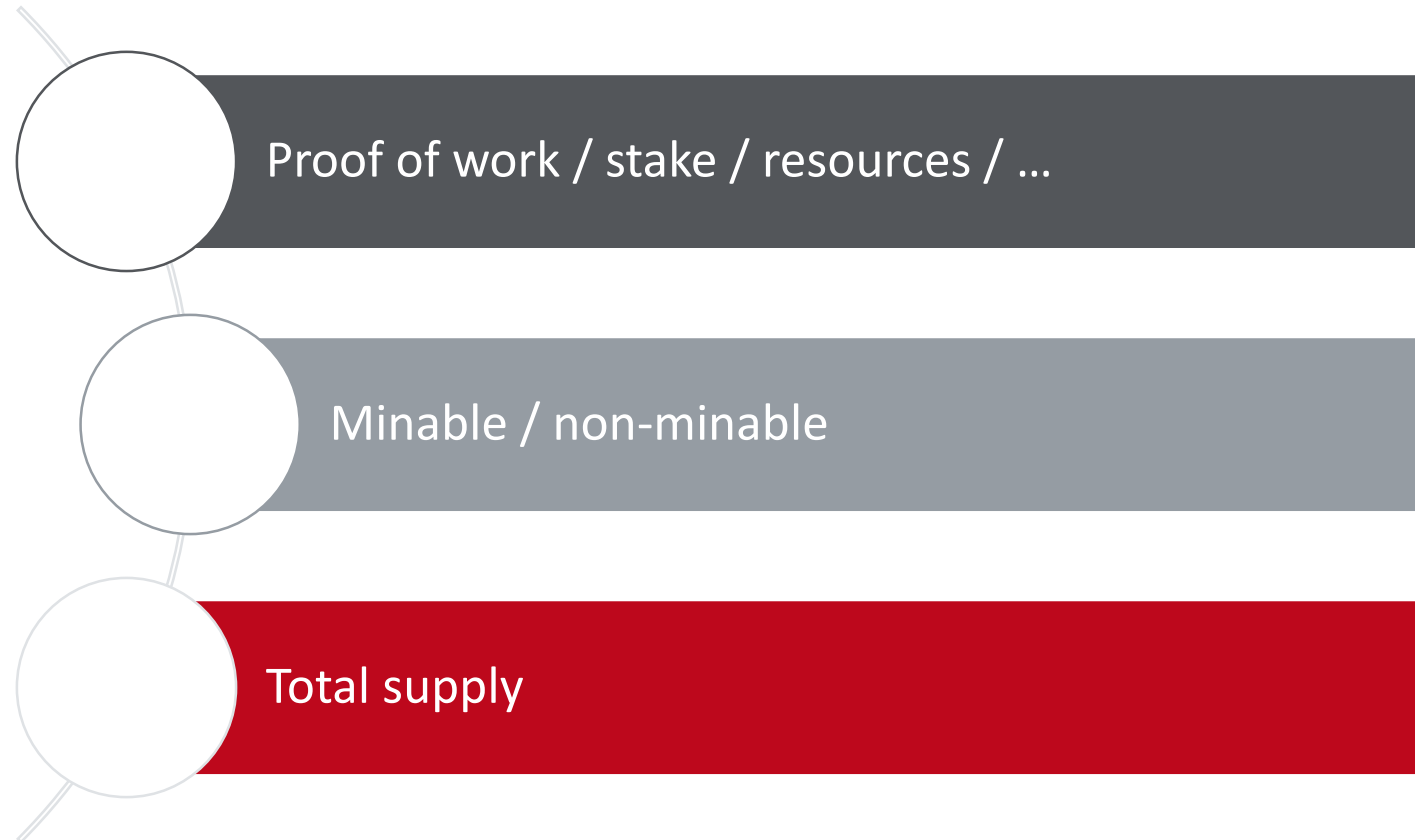 Proof of work / stake / resources / …
Minable / non-minable
Total supply